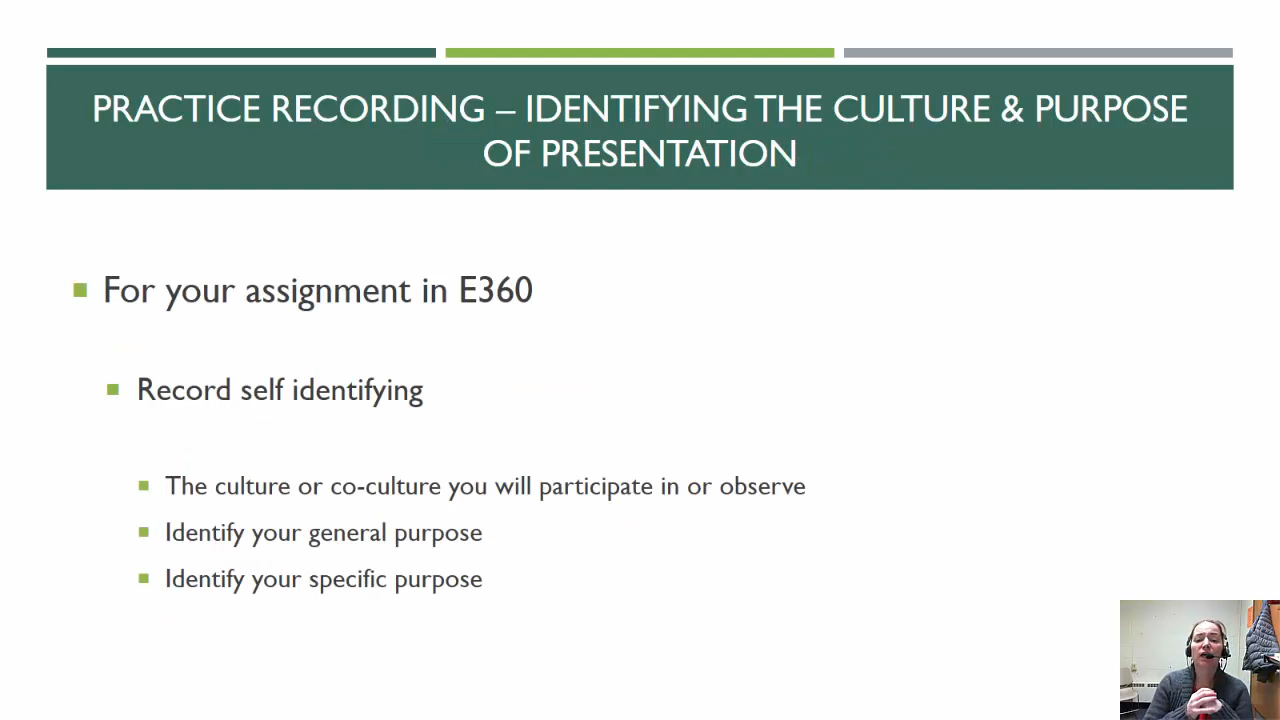 PRACTICE RECORDING – IDENTIFYING THE CULTURE & PURPOSE
OF PRESENTATION
For your assignment in E360
Record self identifying
The culture or co-culture you will participate in or observe
Identify your general purpose
Identify your specific purpose